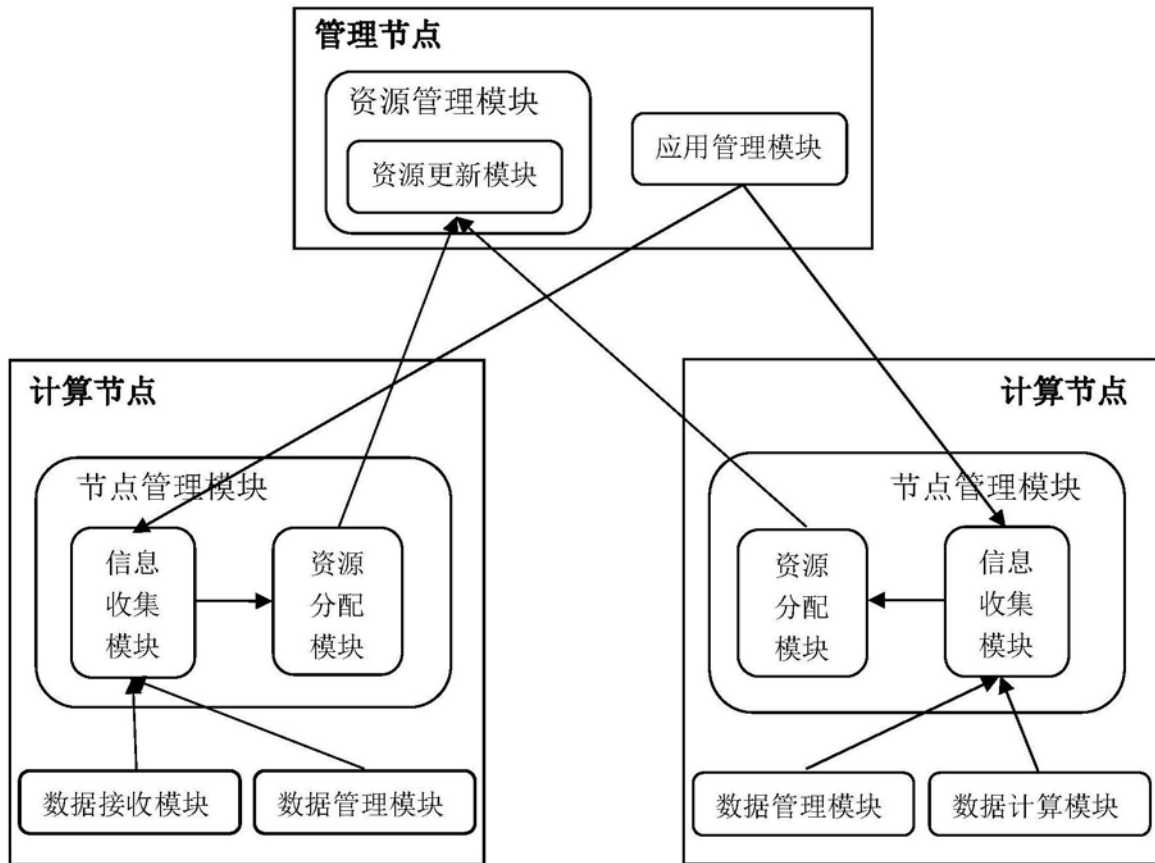 管理节点
资源管理模块
资源更新模块
应用管理模块
计算节点
节点管理模块
信息
收集
模块
资源
分配
模块
数据接收模块
数据管理模块
计算节点
节点管理模块
资源
分配
模块
信息
收集
模块
数据管理模块
数据计算模块